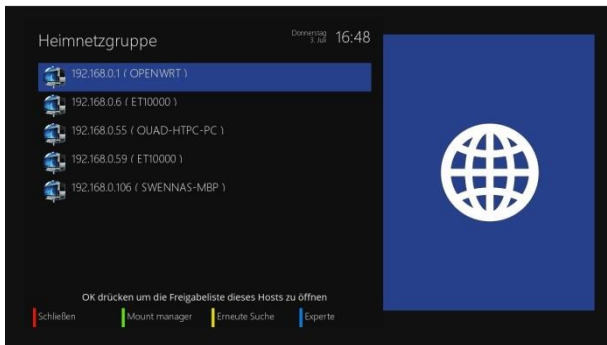 Heimnetzgruppe
Donnerstag
3. Juli
16:48
192.168.0.1 ( OPENWRT )
192.168.0.6 ( ET10000 )
192.168.0.55 ( QUAD-HTPC-PC )
192.168.0.59 ( ET10000 )
192.168.0.106 ( SWENNAS-MBP )
OK drücken um die Freigabeliste dieses Hosts zu öffnen
Schließen
Mount manager
Erneute Suche
Experte